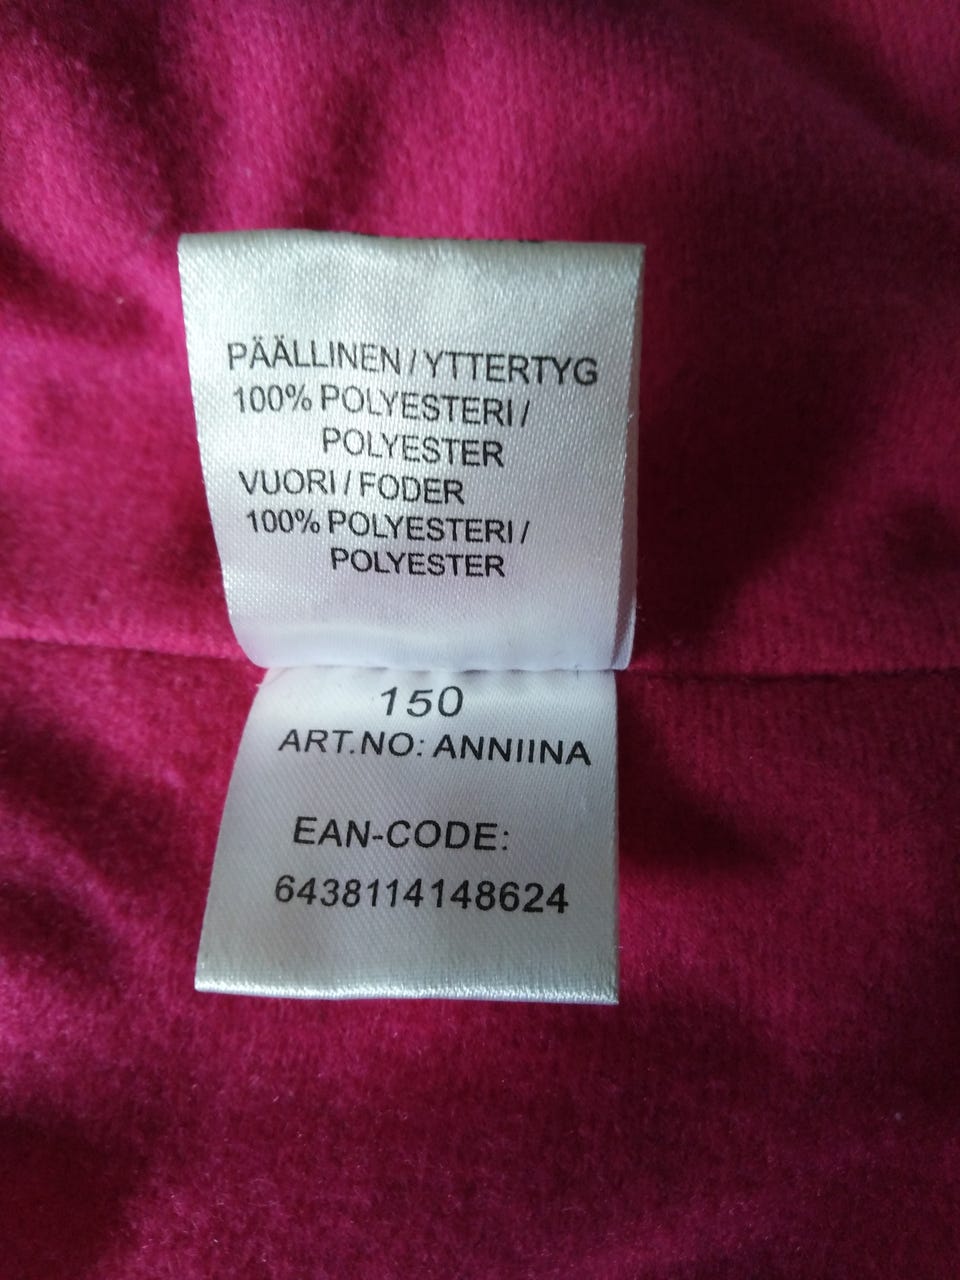 PÄÄLLINEN / YTTERTYG
100% POLYESTERI /
POLYESTER
VUORI / FODER
100% POLYESTERI /
POLYESTER
150
ART.NO: ANNIINA
EAN-CODE:
6438114148624